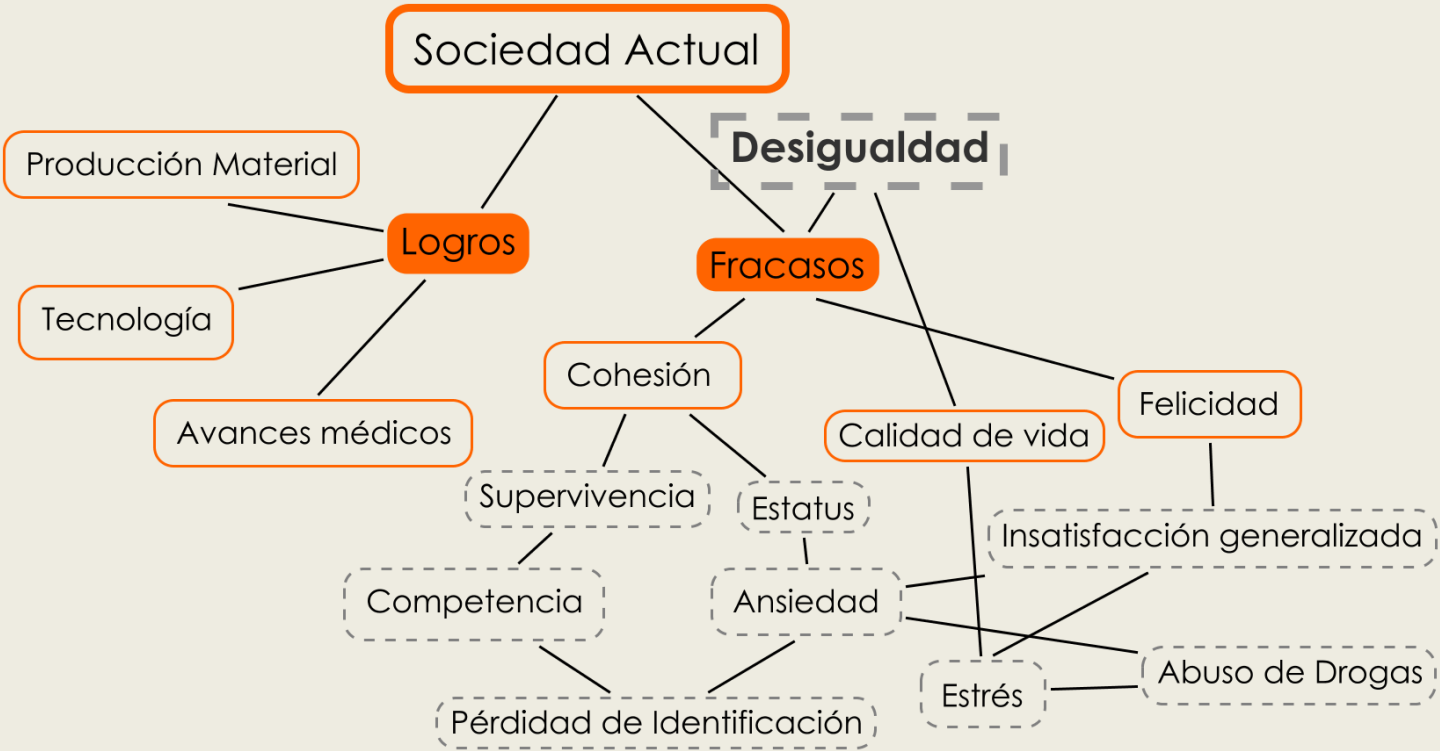 Sociedad Actual
Desigualdad
Producción Material
Logros
Fracasos
Tecnología
Cohesión
Felicidad
Avances médicos
Calidad de vida
Supervivencia
Estatus
Insatisfacción generalizada
Competencia
Ansiedad
Abuso de Drogas
Estrés
Pérdidad de Identificación